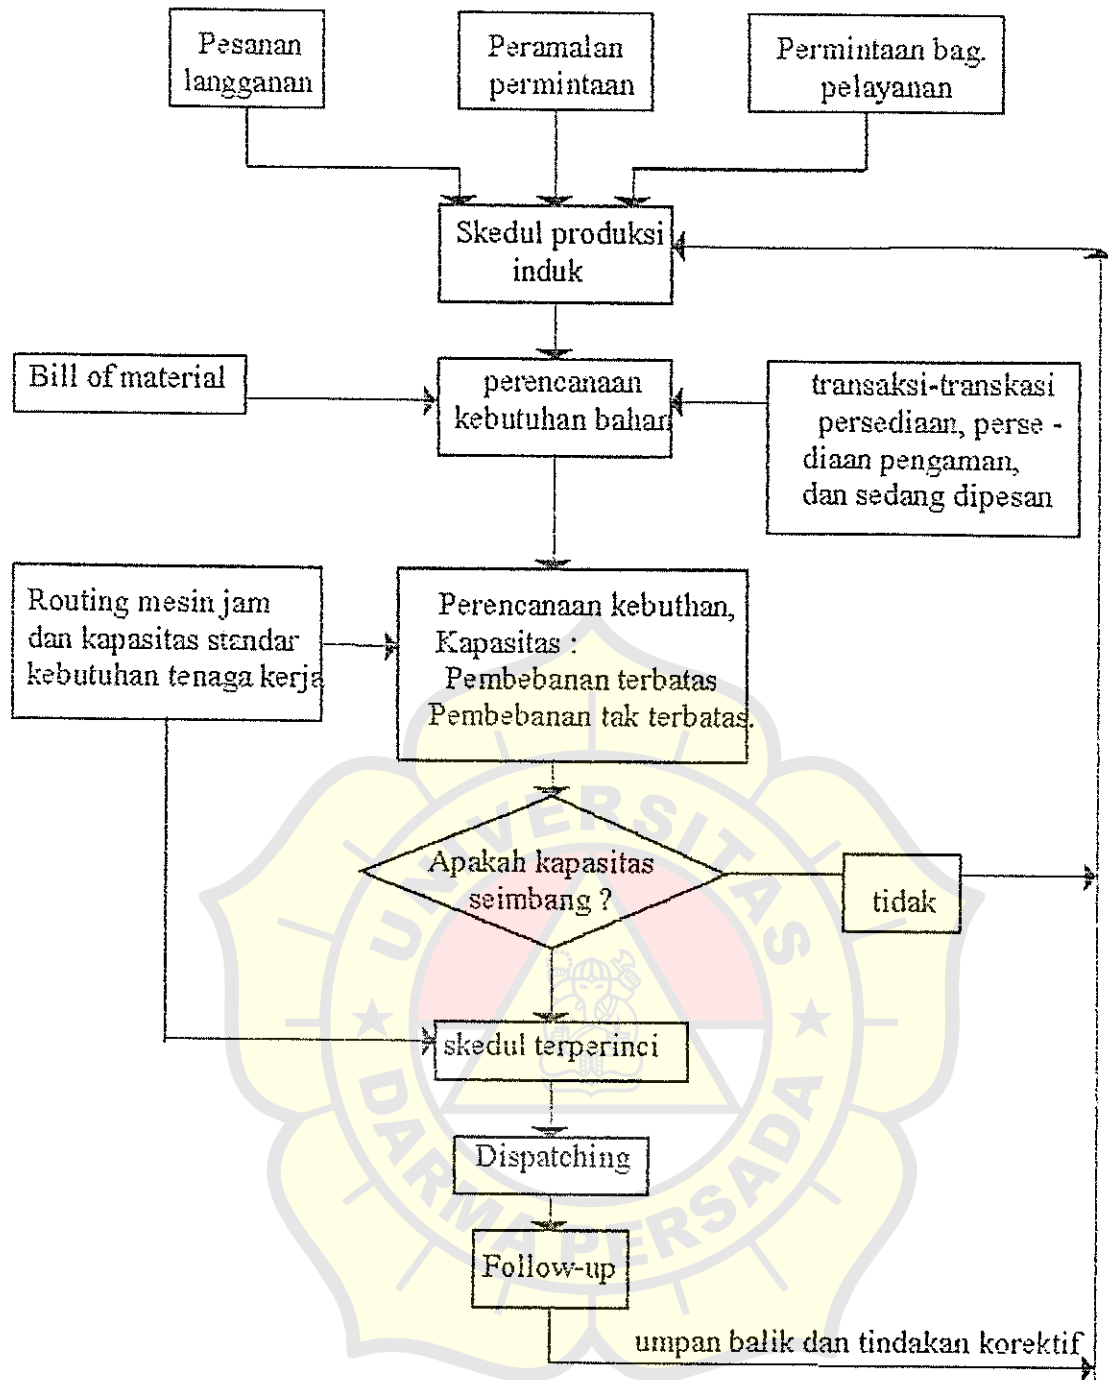 Pesanan
langganan
Peramalan
permintaan
Permintaan bag.
pelayanan
Skedul produksi
induk
Bill of material
perencanaan
kebutuhan bahan
transaksi-transkasi
persediaan, perse -
diaan pengaman,
dan sedang dipesan
Routing mesin jam
dan kapasitas standar
kebutuhan tenaga kerja
Perencanaan kebuthan,
Kapasitas :
Pembebanan terbatas
Pembebanan tak terbatas.
Apakah kapasitas
seimbang ?
tidak
skedul terperinci
Dispatching
Follow-up
umpan balik dan tindakan korektif
UNIVERSITAS
DARMA PERSADA